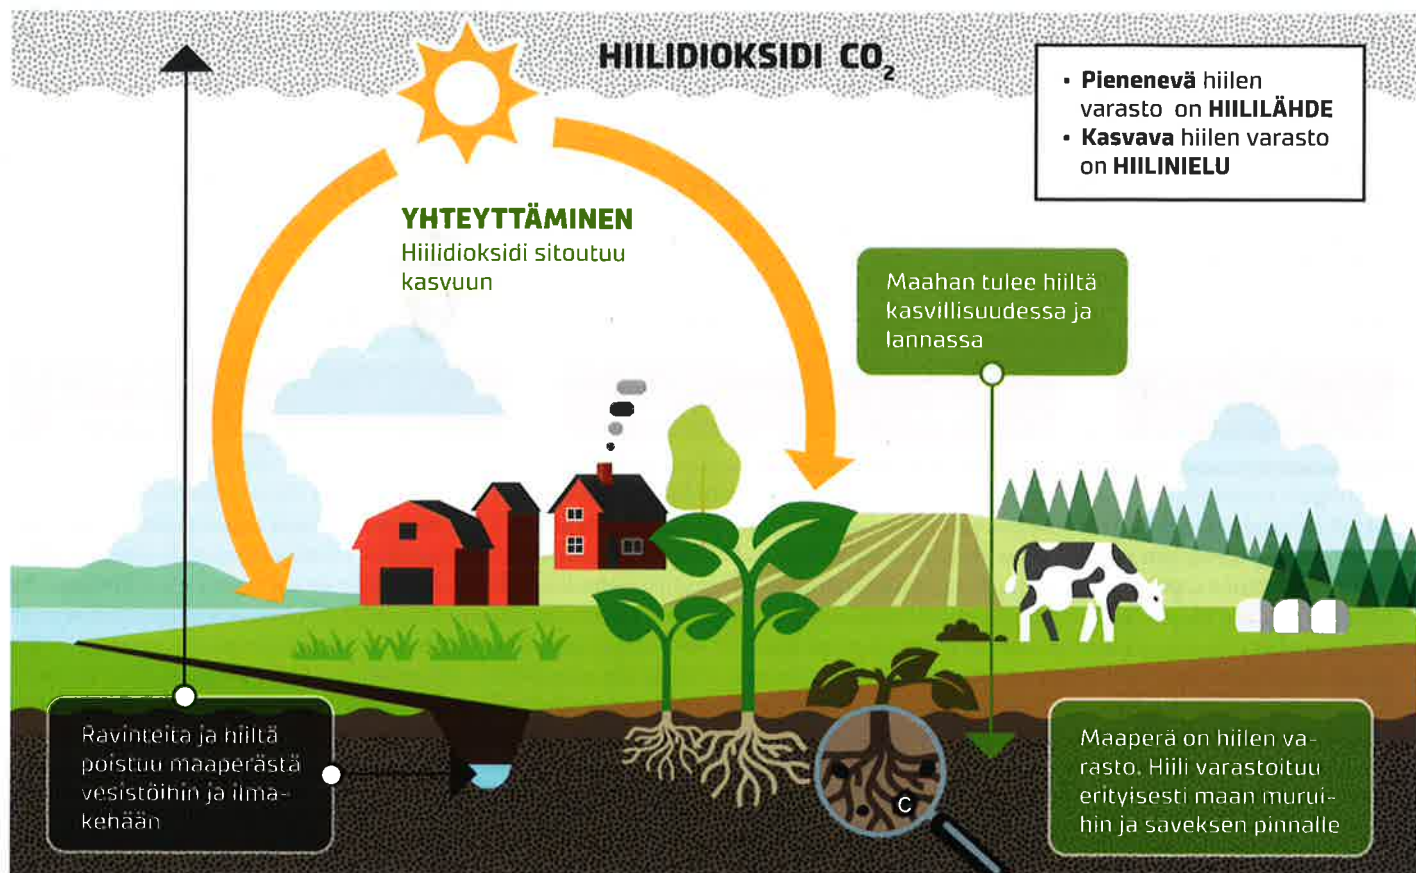 HIILIDIOKSIDI CO₂
• Pienenevä hiilen
varasto on HIILILÄHDE
• Kasvava hiilen varasto
on HIILINIELU
YHTEYTTÄMINEN
Hiilidioksidi sitoutuu
kasvuun
Maahan tulee hiiltä
kasvillisuudessa ja
lannassa
Ravinteita ja hiiltä
poistuu maaperästä
vesistöihin ja ilma-
kehään
C
Maaperä on hiilen va-
rasto. Hiili varastoituu
erityisesti maan murui-
hin ja saveksen pinnalle